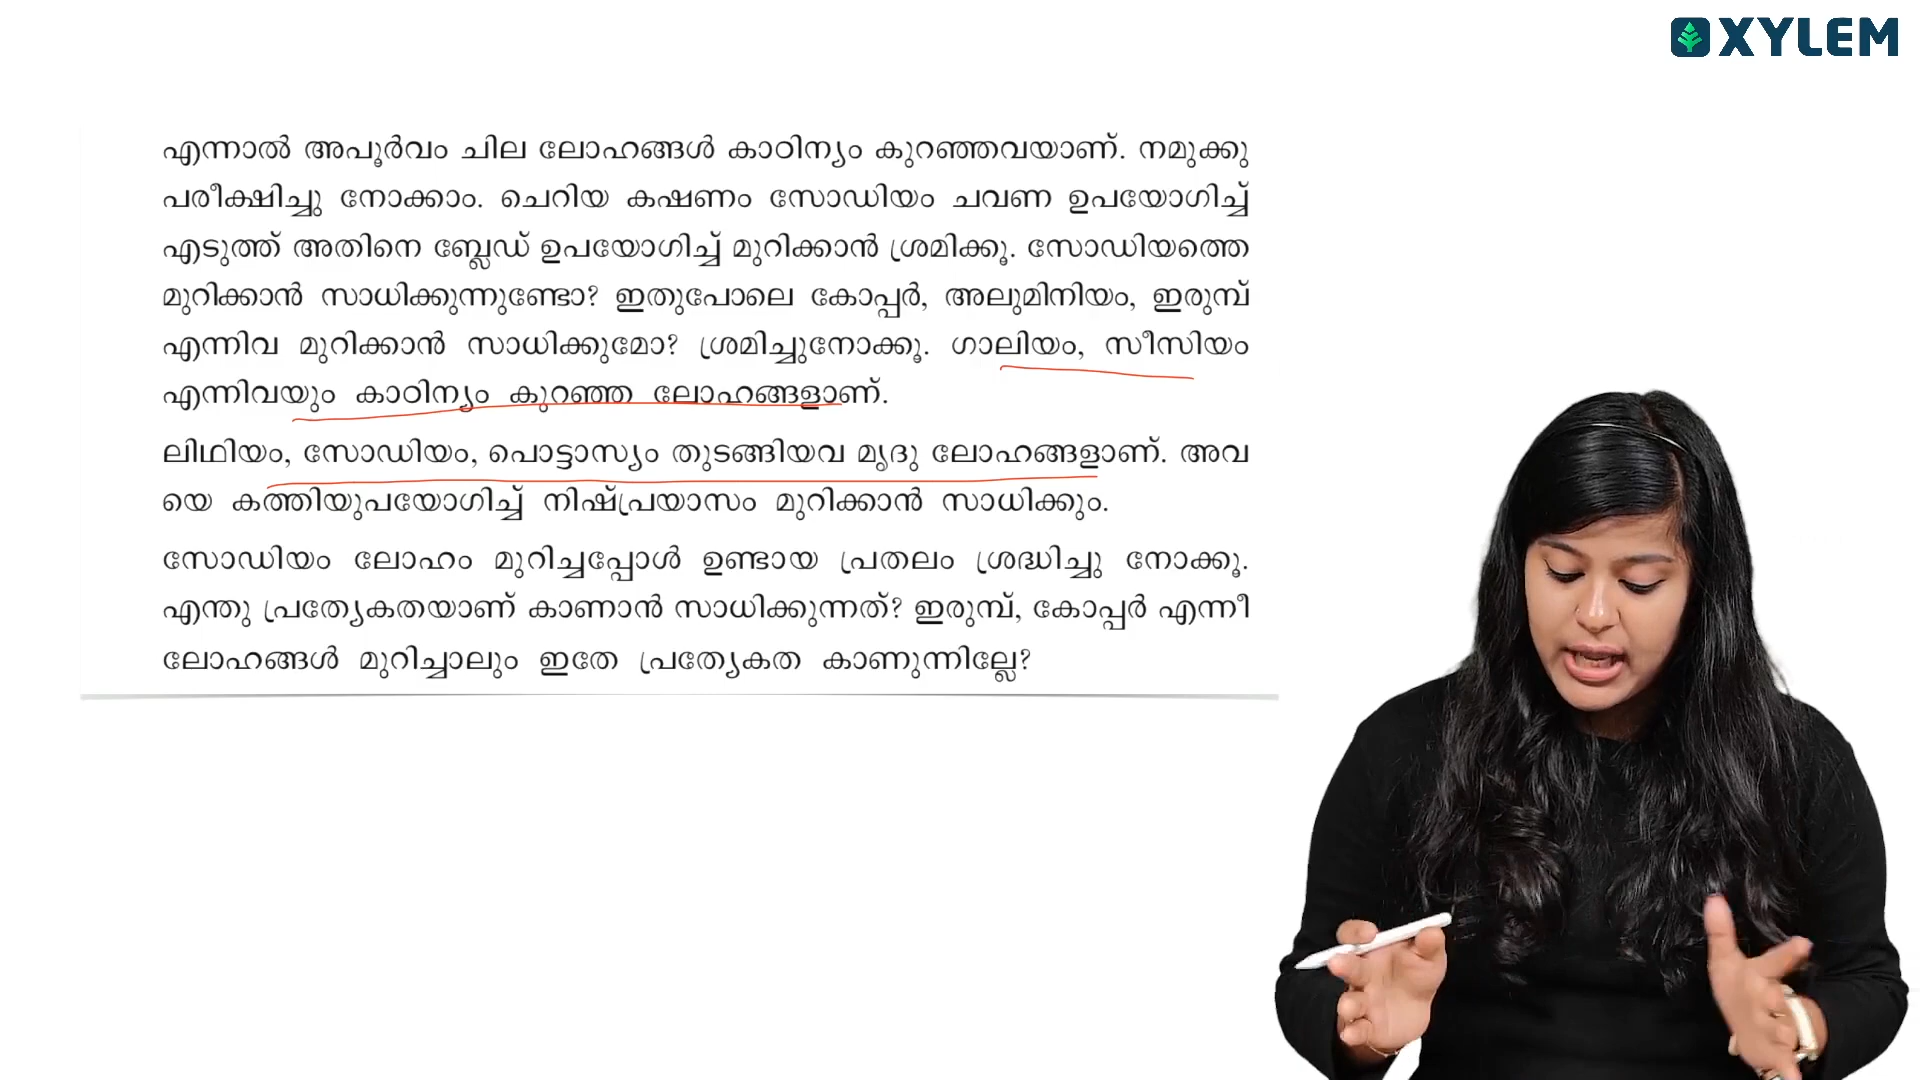 XYLEM
എന്നാൽ അപൂർവം ചില ലോഹങ്ങൾ കാഠിന്യം കുറഞ്ഞവയാണ്. നമുക്കു
പരീക്ഷിച്ചു നോക്കാം. ചെറിയ കഷണം സോഡിയം ചവണ ഉപയോഗിച്ച്
എടുത്ത് അതിനെ ബ്ലേഡ് ഉപയോഗിച്ച് മുറിക്കാൻ ശ്രമിക്കൂ. സോഡിയത്തെ
മുറിക്കാൻ സാധിക്കുന്നുണ്ടോ? ഇതുപോലെ കോപ്പർ, അലുമിനിയം, ഇരുമ്പ്
എന്നിവ മുറിക്കാൻ സാധിക്കുമോ? ശ്രമിച്ചുനോക്കൂ. ഗാലിയം, സീസിയം
എന്നിവയും കാഠിന്യം കുറഞ്ഞ ലോഹങ്ങളാണ്.
ലിഥിയം, സോഡിയം, പൊട്ടാസ്യം തുടങ്ങിയവ മൃദു ലോഹങ്ങളാണ്. അവ
യെ കത്തിയുപയോഗിച്ച് നിഷ്പ്രയാസം മുറിക്കാൻ സാധിക്കും.
സോഡിയം ലോഹം മുറിച്ചപ്പോൾ ഉണ്ടായ പ്രതലം ശ്രദ്ധിച്ചു നോക്കൂ.
എന്തു പ്രത്യേകതയാണ് കാണാൻ സാധിക്കുന്നത്? ഇരുമ്പ്, കോപ്പർ എന്നീ
ലോഹങ്ങൾ മുറിച്ചാലും ഇതേ പ്രത്യേകത കാണുന്നില്ലേ?